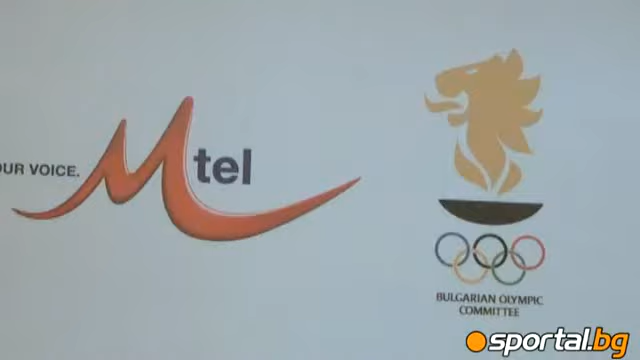 OUR VOICE.
Mtel
BULGARIAN OLYMPIC
COMMITTEE
sportal.bg